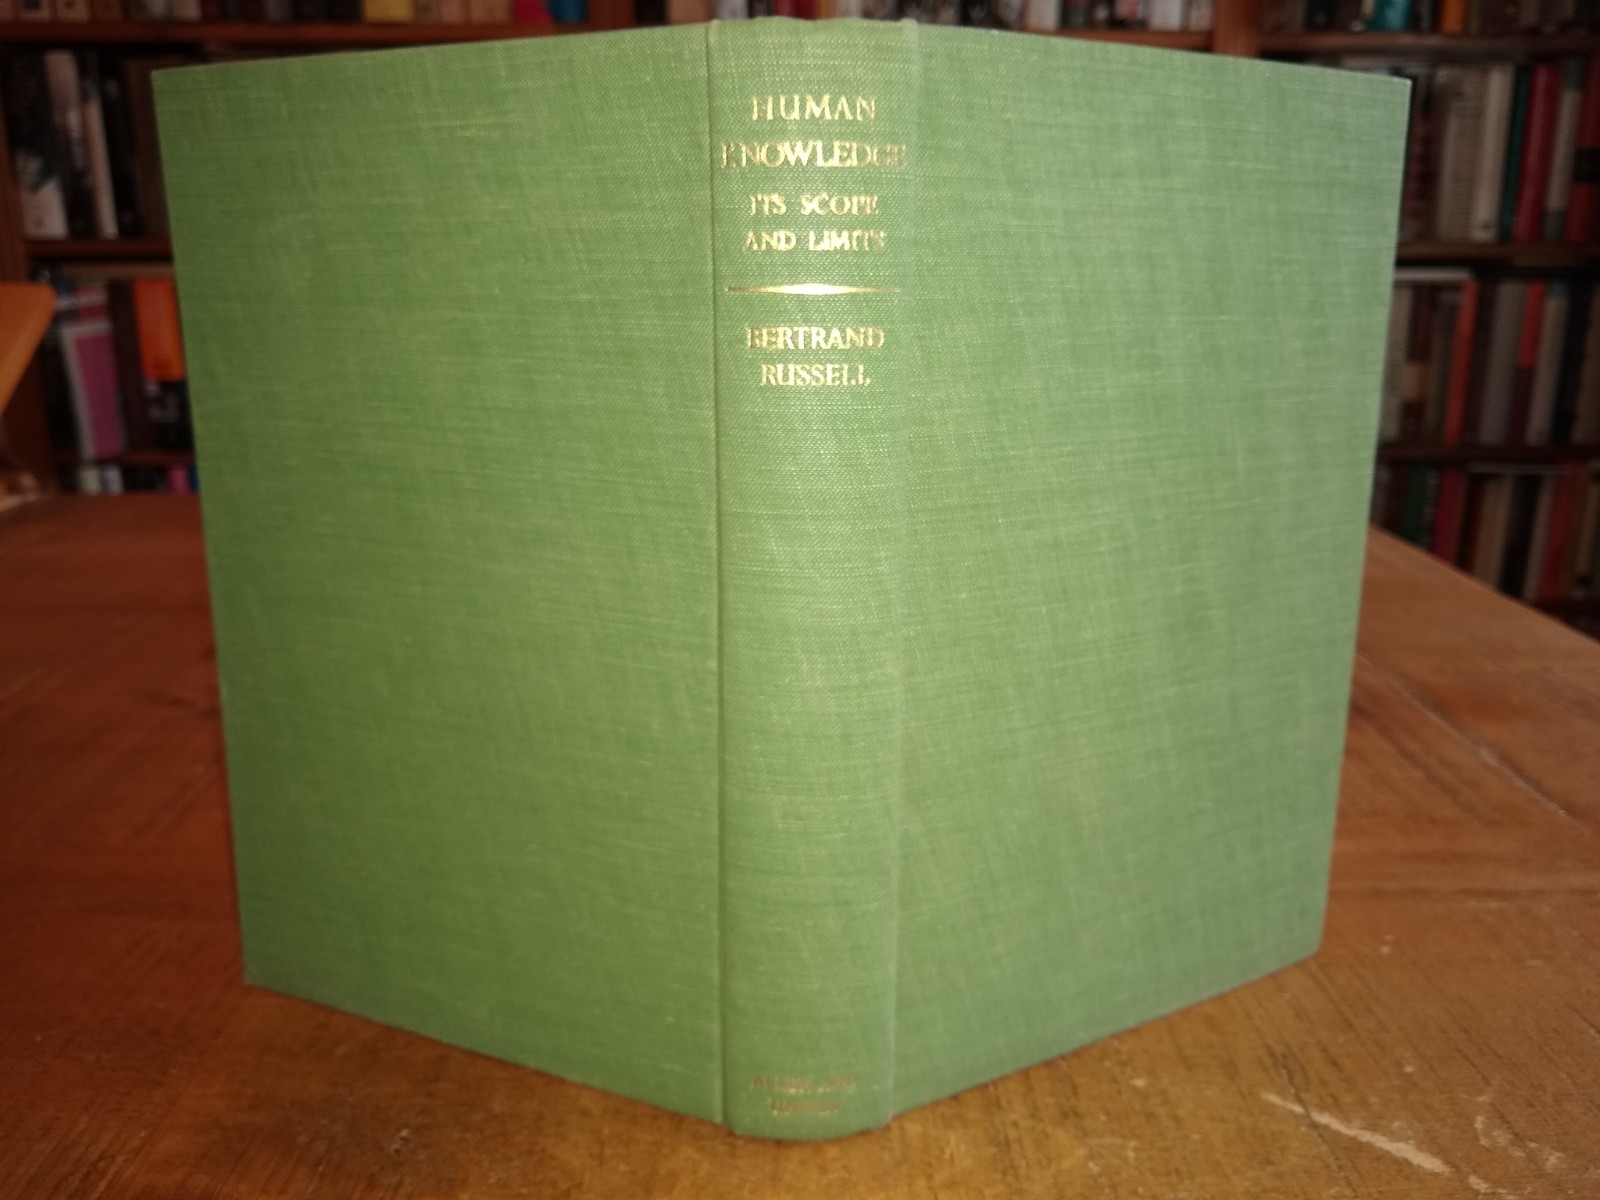 HUMAN
KNOWLEDGE
ITS SCOPE
AND LIMITS
BERTRAND
RUSSELL